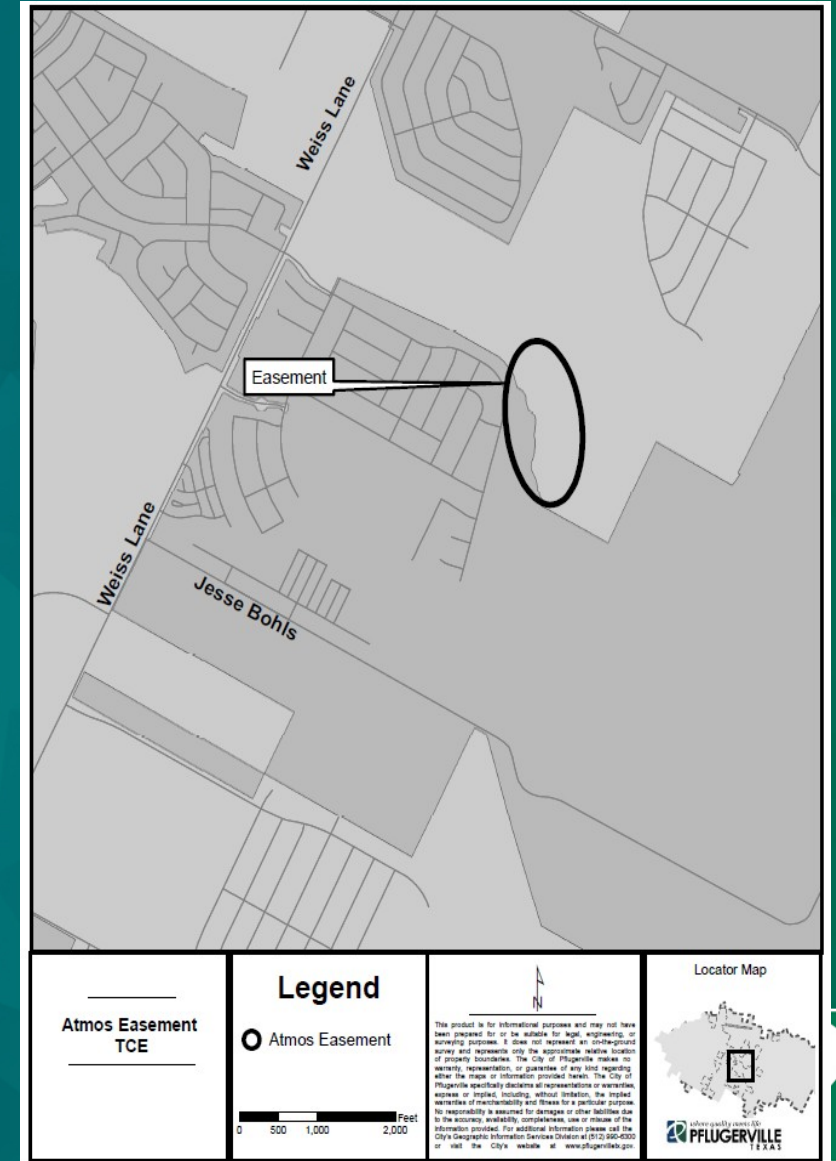 Weiss Lane
Easement
Weiss Lane
Jesse Bohls
Atmos Easement
TCE
Legend
Atmos Easement
Feet
0 500 1,000 2,000
N
This product is for informational purposes and may not have
been prepared for or be suitable for legal, engineering, or
surveying purposes. It does not represent an on-the-ground
survey and represents only the approximate relative location
of property boundaries. The City of Pflugerville makes no
warranty, representation, or guarantee of any kind regarding
either the maps or information provided herein. The City of
Pflugerville specifically disclaims all representations or warranties,
express or implied, including, without limitation, the implied
warranties of merchantability and fitness for a particular purpose.
No responsibility is assumed for damages or other liabilities due
to the accuracy, availability, completeness, use or misuse of the
information provided. For additional information please call the
City's Geographic Information Services Division at (512) 990-6300
or visit the City's website at www.pflugervilletx.gov.
Locator Map
where quality meets life
PFLUGERVILLE
TEXAS